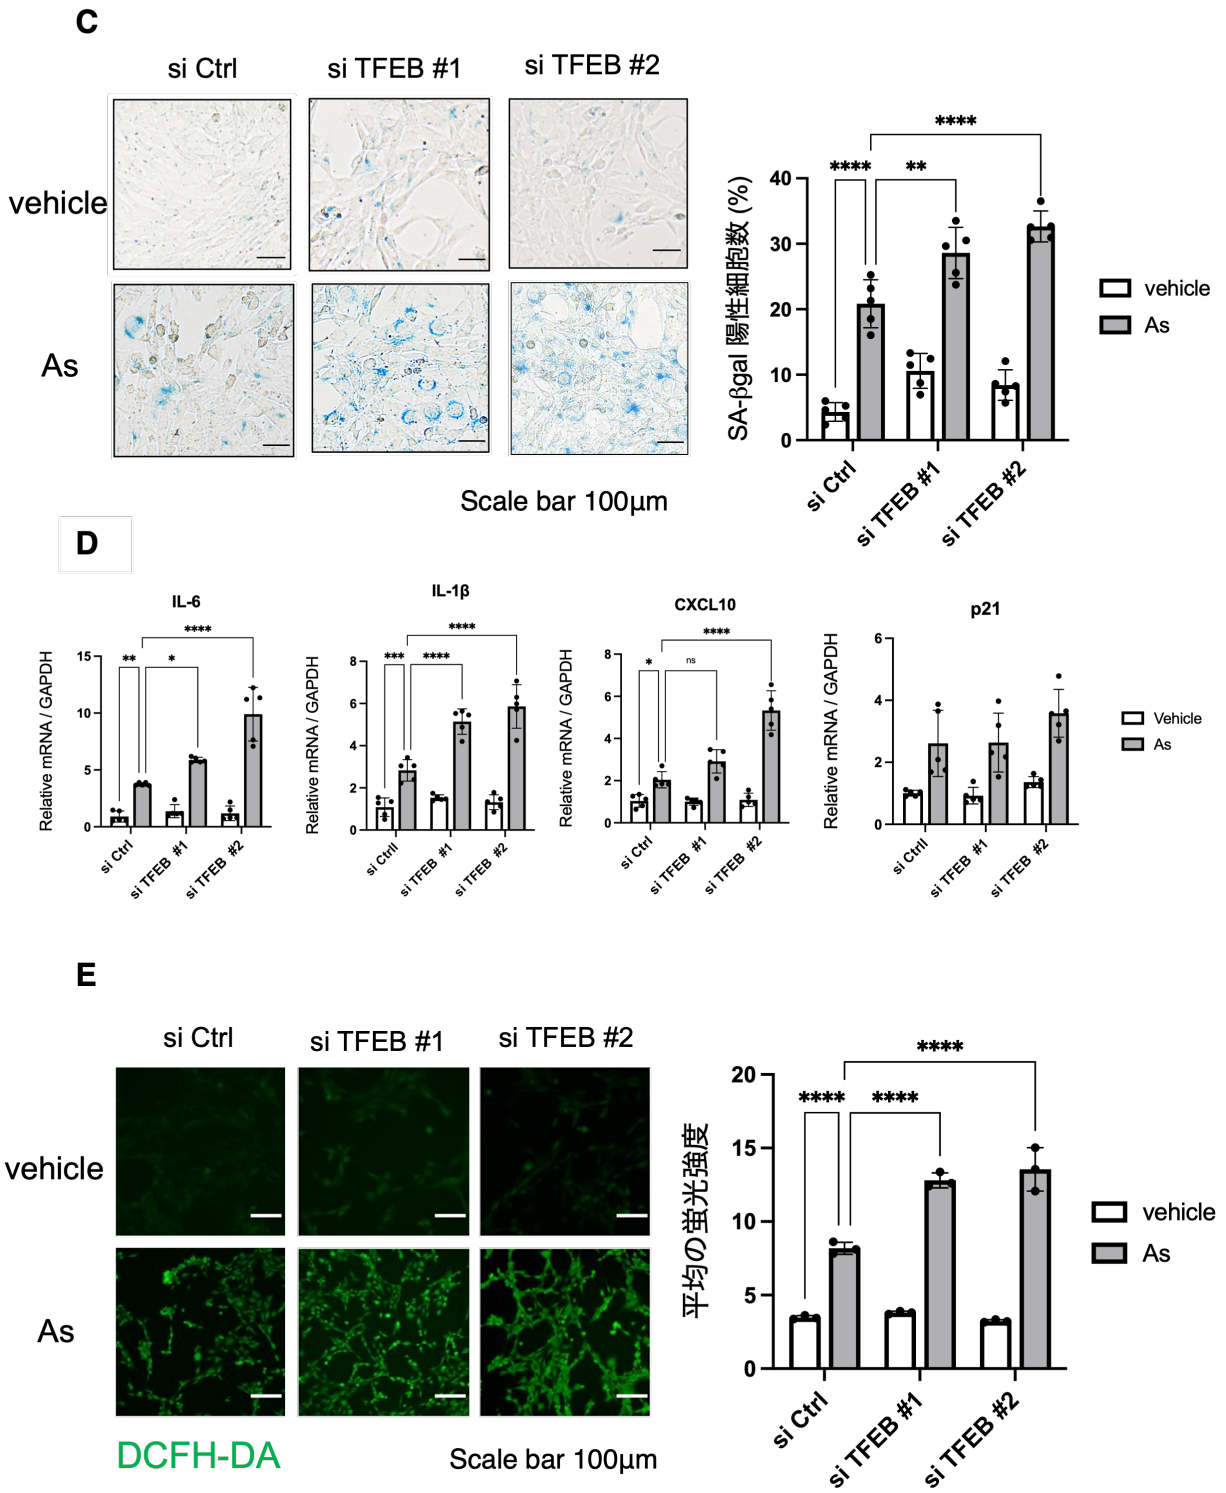 C
si Ctrl
si TFEB #1
si TFEB #2
vehicle
As
Scale bar 100μm
SA-βgal 陽性細胞数 (%)
40
30
20
10
0
****
**
****
si Ctrl
si TFEB #1
si TFEB #2
vehicle
As
D
IL-6
Relative mRNA / GAPDH
15
10
5
0
**
*
****
si Ctrl
si TFEB #1
si TFEB #2
IL-1β
Relative mRNA / GAPDH
8
6
4
2
0
***
****
****
si Ctrll
si TFEB #1
si TFEB #2
CXCL10
Relative mRNA / GAPDH
8
6
4
2
0
*
ns
****
si Ctrl
si TFEB #1
si TFEB #2
p21
Relative mRNA / GAPDH
6
4
2
0
si Ctrll
si TFEB #1
si TFEB #2
Vehicle
As
E
si Ctrl
si TFEB #1
si TFEB #2
vehicle
As
DCFH-DA
Scale bar 100μm
平均の蛍光強度
20
15
10
5
0
****
****
****
si Ctrl
si TFEB #1
si TFEB #2
vehicle
As